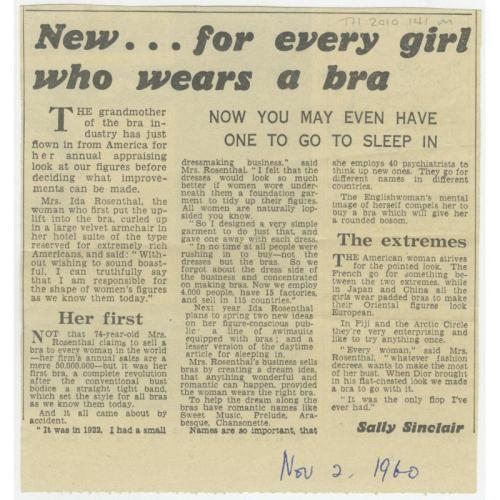 TH 2010.141 m
New... for every girl
who wears a bra
THE grandmother
of the bra in-
dustry has just
flown in from America for
her annual appraising
look at our figures before
deciding what improve-
ments can be made.
Mrs. Ida Rosenthal, the
woman who first put the up-
lift into the bra, curled up
in a large velvet armchair in
her hotel suite of the type
reserved for extremely-rich
Americans, and said: "With-
out wishing to sound boast-
ful, I can truthfully say
that I am responsible for
the shape of women's figures
as we know them today."
Her first
NOT that 74-year-old Mrs.
Rosenthal claims to sell a
bra to every woman in the world
—her firm's annual sales are a
mere 50,000,000—but it was her
first bra, a complete revolution
after the conventional bust
bodice a straight tight band,
which set the style for all bras
as we know them today.
And it all came about by
accident.
"It was in 1922, I had a small
NOW YOU MAY EVEN HAVE
ONE TO GO TO SLEEP IN
dressmaking business," said
Mrs. Rosenthal. "I felt that the
dresses would look so much
better if women wore under-
neath them a foundation gar-
ment to tidy up their figures.
All women are naturally lop-
sided you know.
"So I designed a very simple
garment to do just that, and
gave one away with each dress.
"In no time at all people were
rushing in to buy—not the
dresses but the bras. So we
forgot about the dress side of
the business and concentrated
on making bras. Now we employ
4,000 people, have 15 factories,
and sell in 115 countries."
Next year Ida Rosenthal
plans to spring two new ideas
on her figure-conscious pub-
lic: a line of swimsuits
equipped with bras; and a
lesser version of the daytime
article for sleeping in.
Mrs. Rosenthal's business sells
bras by creating a dream idea,
that anything wonderful and
romantic can happen, provided
the woman wears the right bra.
To help the dream along the
bras have romantic names like
Sweet Music, Prelude, Ara-
besque, Chansonette.
Names are so important, that
she employs 40 psychiatrists to
think up new ones. They go for
different names in different
countries.
The Englishwoman's mental
image of herself compels her to
buy a bra which will give her
a rounded bosom.
The extremes
THE American woman strives
for the pointed look. The
French go for something be-
tween the two extremes, while
in Japan and China all the
girls wear padded bras to make
their Oriental figures look
European.
In Fiji and the Arctic Circle
they're very enterprising and
like to try anything once.
"Every woman," said Mrs.
Rosenthal, "whatever fashion
decrees, wants to make the most
of her bust. When Dior brought
in his flat-chested look we made
a bra to go with it.
"It was the only flop I've
ever had."
Sally Sinclair
Nov 2, 1960